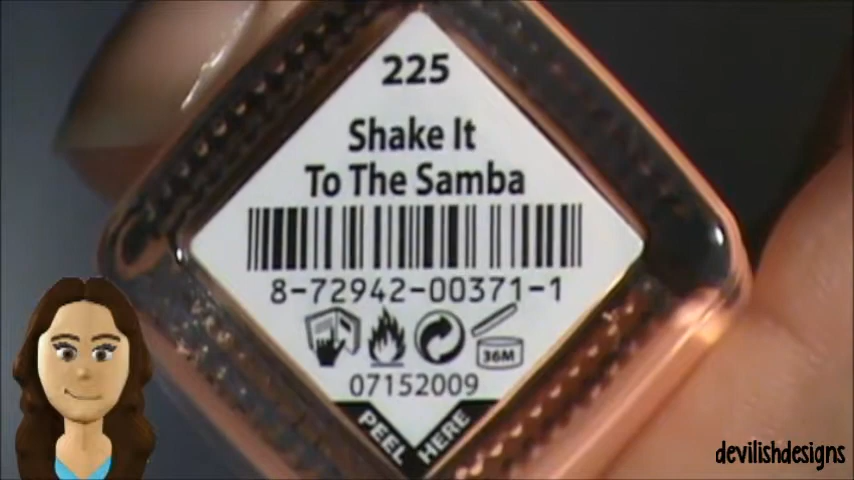 225
Shake It
To The Samba
8-72942-00371-1
36M
07152009
PEEL HERE
devilishdesigns